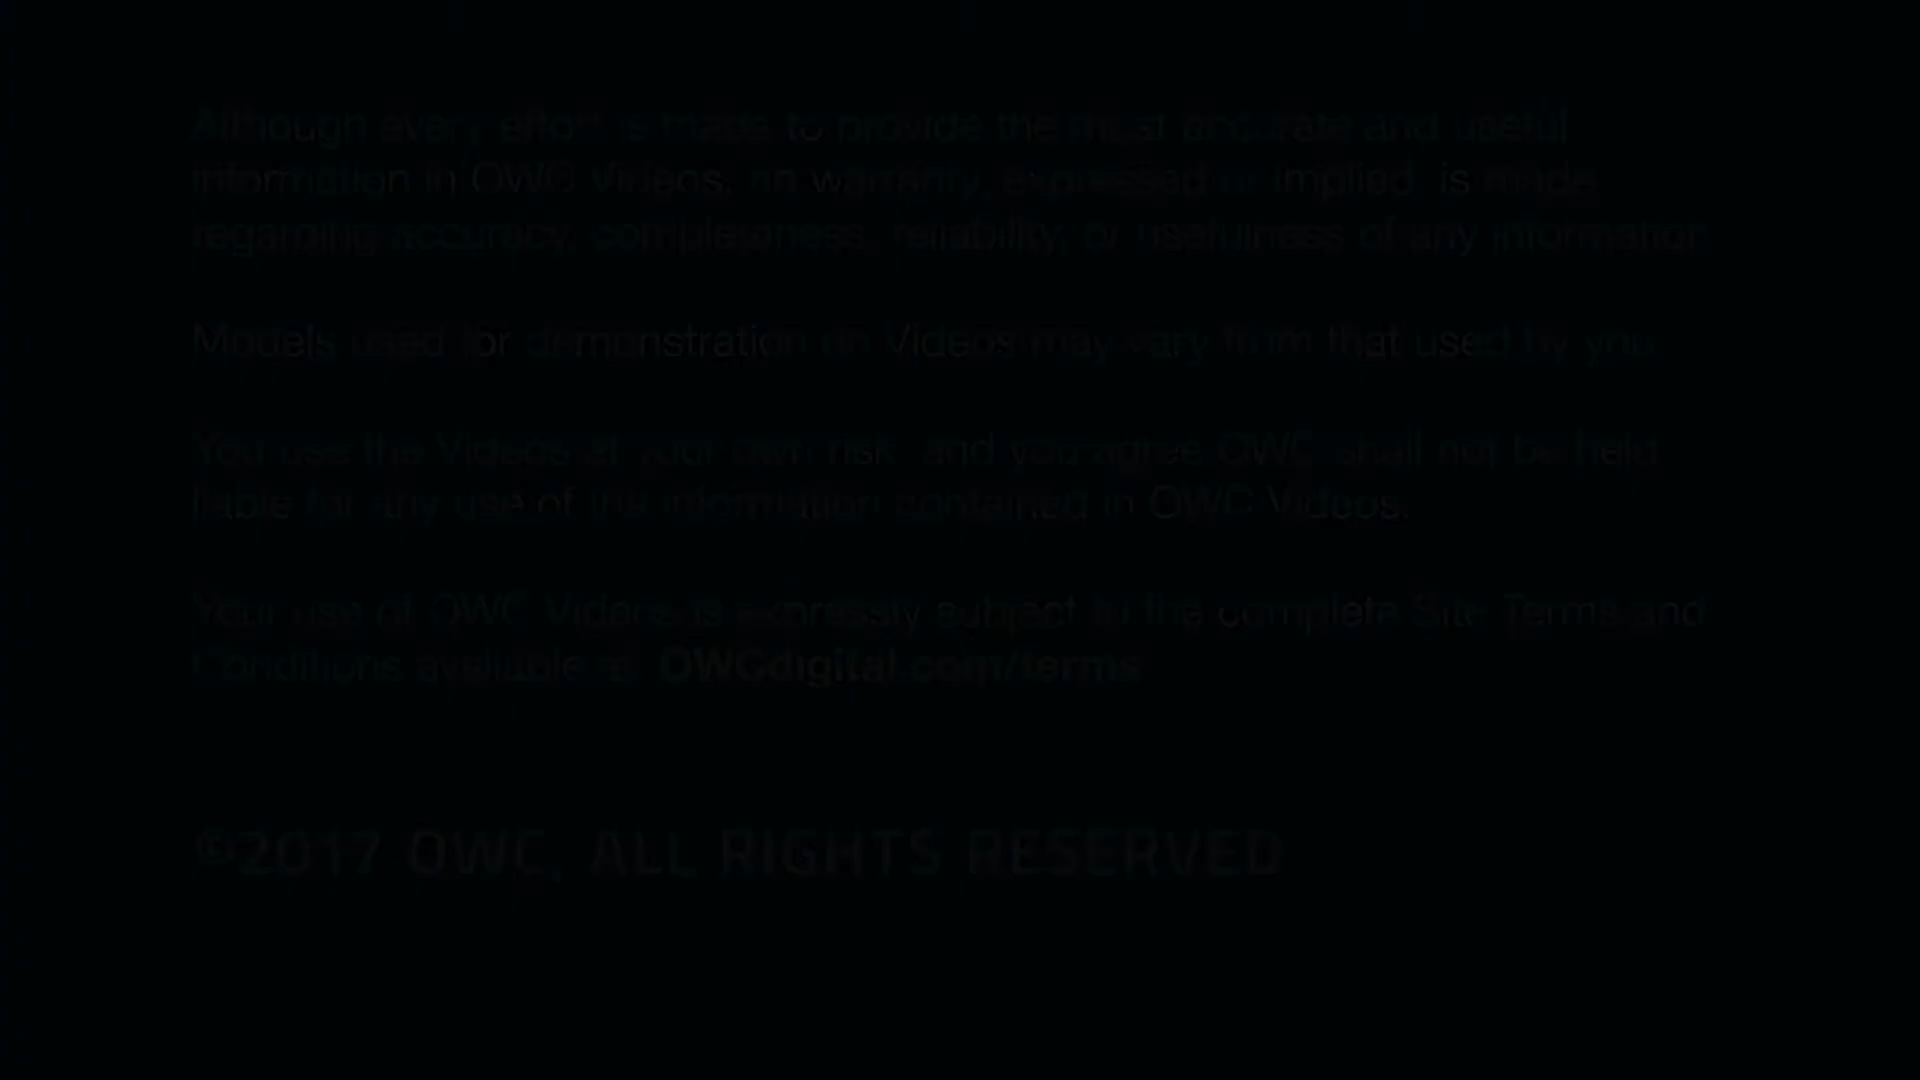 Although every effort is made to provide the most accurate and useful
information in OWC Videos, no warranty, expressed or implied, is made
regarding accuracy, completeness, reliability, or usefulness of any information.
Models used for demonstration on Videos may vary from that used by you.
You use the Videos at your own risk, and you agree OWC shall not be held
liable for any use of the information contained in OWC Videos.
Your use of OWC Videos is expressly subject to the complete Site Terms and
Conditions available at OWCdigital.com/terms
©2017 OWC, ALL RIGHTS RESERVED